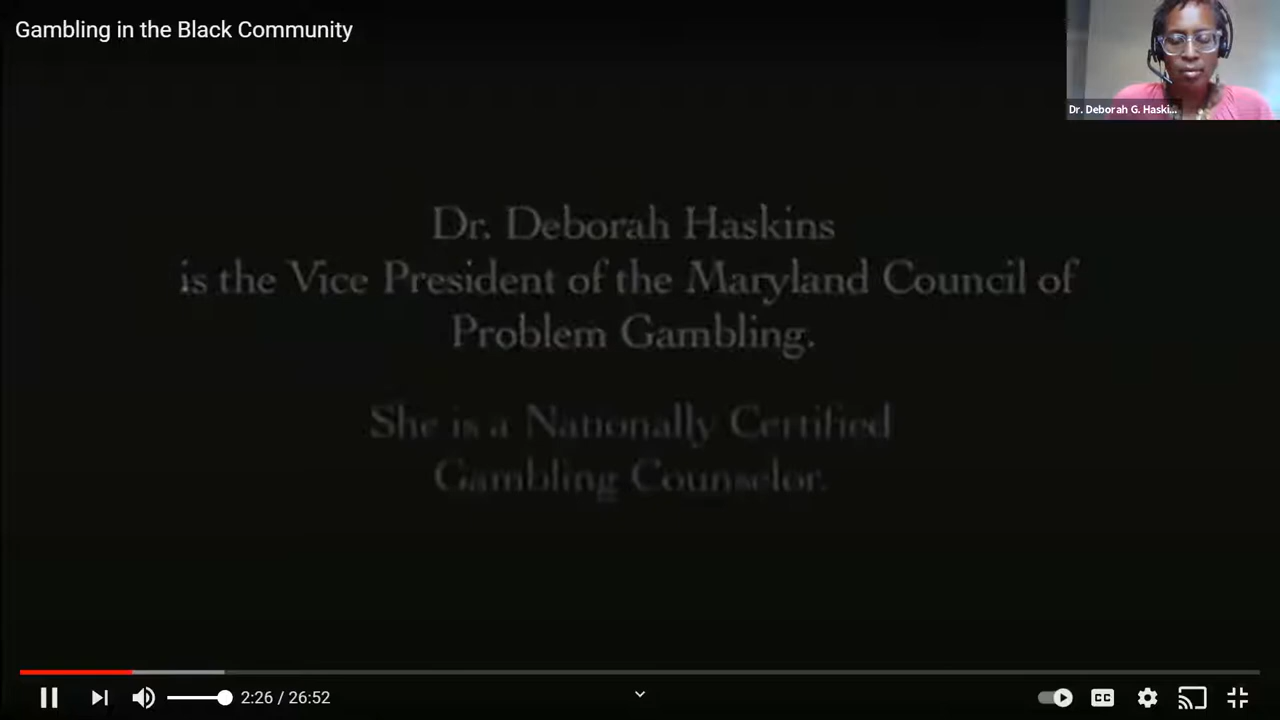 Gambling in the Black Community
Dr. Deborah G. Haski...
Dr. Deborah Haskins
is the Vice President of the Maryland Council of
Problem Gambling.
She is a Nationally Certified
Gambling Counselor.
2:26 / 26:52
CC